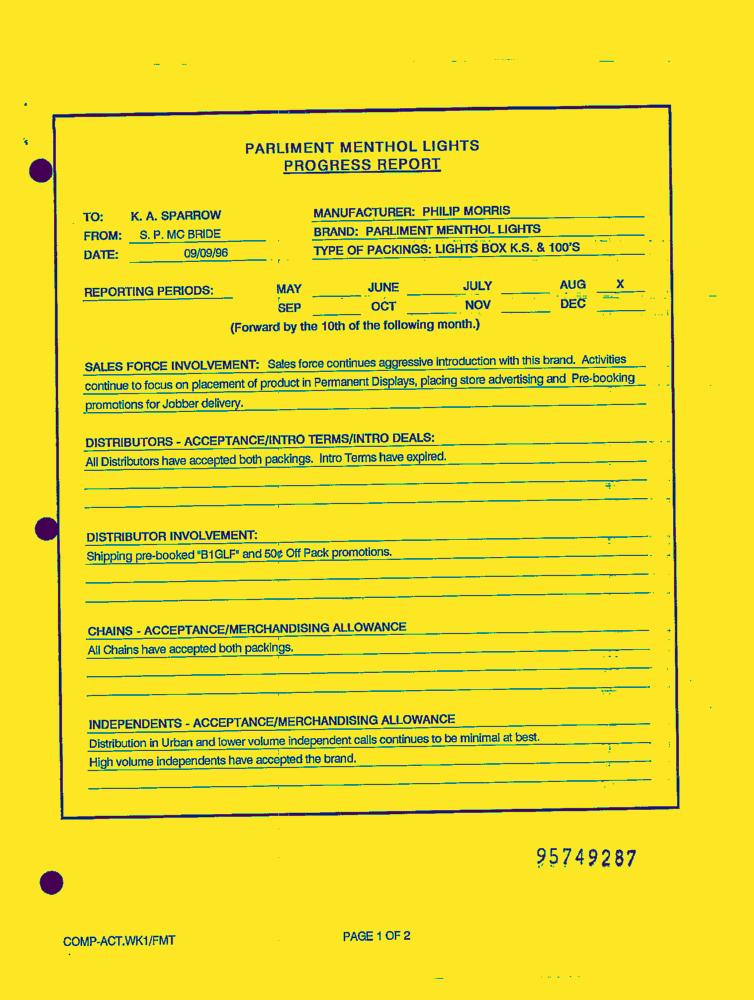 PARLIMENT MENTHOL LIGHTS
PROGRESS REPORT
TO: K. A. SPARROW
MANUFACTURER: PHILIP MORRIS
FROM: S. P. MC BRIDE
BRAND: PARLIMENT MENTHOL LIGHTS
DATE: 09/09/96
TYPE OF PACKINGS: LIGHTS BOX K.S. & 100'S
REPORTING PERIODS: MAY JUNE JULY AUG X
SEP OCT NOV DEC
(Forward by the 10th of the following month.)
SALES FORCE INVOLVEMENT: Sales force continues aggressive introduction with this brand. Activities
continue to focus on placement of product in Permanent Displays, placing store advertising and Pre-booking
promotions for Jobber delivery.
DISTRIBUTORS - ACCEPTANCE/INTRO TERMS/INTRO DEALS:
All Distributors have accepted both packings. Intro Terms have expired.
DISTRIBUTOR INVOLVEMENT:
Shipping pre-booked "B1GLF" and 50¢ Off Pack promotions.
CHAINS - ACCEPTANCE/MERCHANDISING ALLOWANCE
All Chains have accepted both packings.
INDEPENDENTS - ACCEPTANCE/MERCHANDISING ALLOWANCE
Distribution in Urban and lower volume independent calls continues to be minimal at best.
High volume independents have accepted the brand.
95749287
COMP-ACT.WK1/FMT
PAGE 1 OF 2